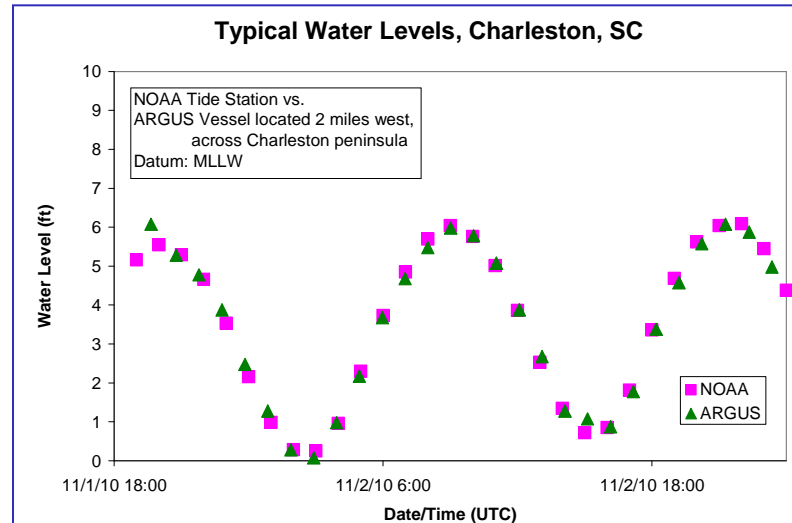 Typical Water Levels, Charleston, SC
10
9
8
7
6
5
4
3
2
1
0
Water Level (ft)
NOAA Tide Station vs.
ARGUS Vessel located 2 miles west,
across Charleston peninsula
Datum: MLLW
NOAA
ARGUS
11/1/10 18:00
11/2/10 6:00
11/2/10 18:00
Date/Time (UTC)